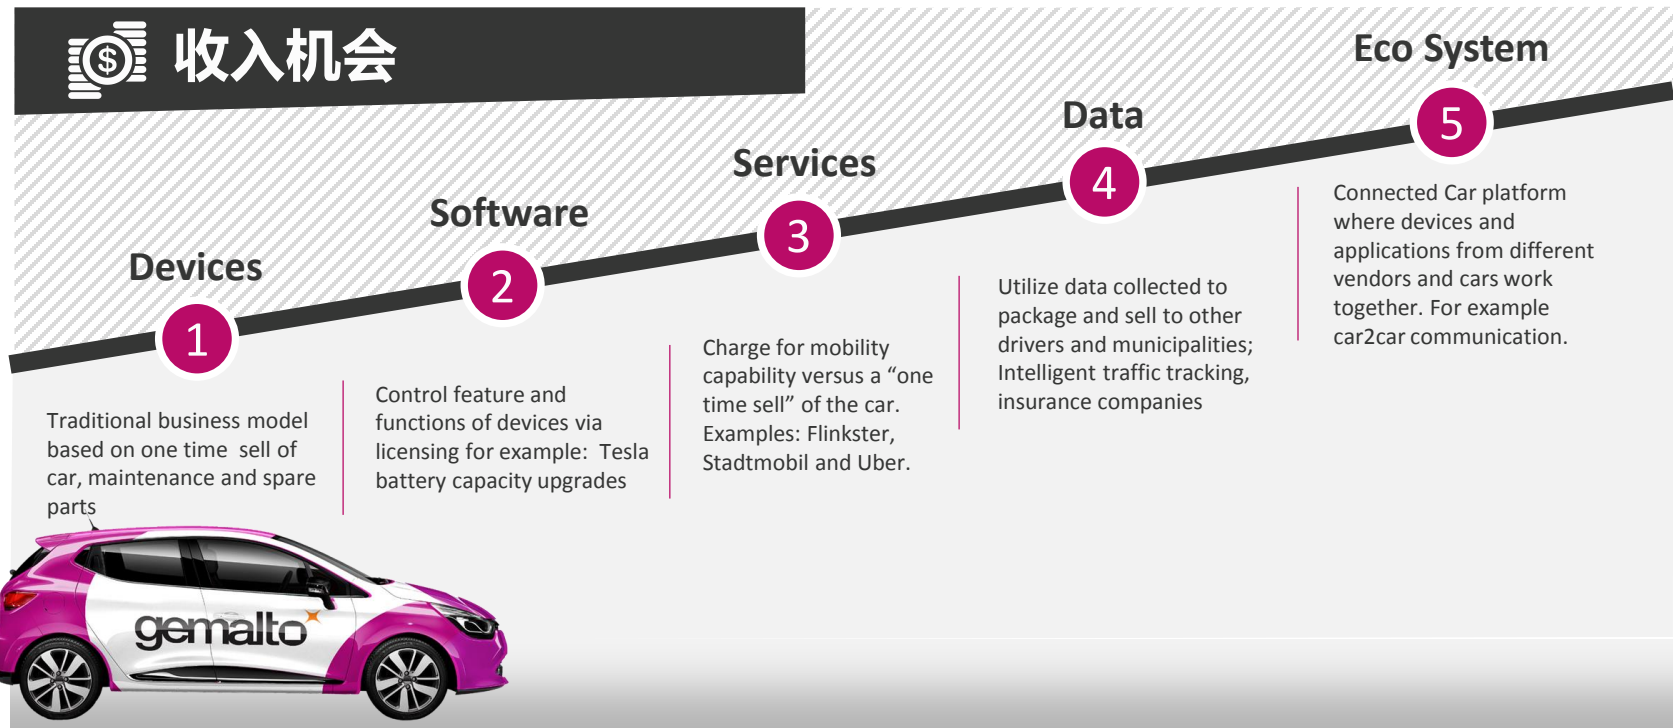 收入机会
Devices
1
Traditional business model
based on one time  sell of
car, maintenance and spare
parts
Software
2
Control feature and
functions of devices via
licensing for example:  Tesla
battery capacity upgrades
Services
3
Charge for mobility
capability versus a “one
time sell” of the car.
Examples: Flinkster,
Stadtmobil and Uber.
Data
4
Utilize data collected to
package and sell to other
drivers and municipalities;
Intelligent traffic tracking,
insurance companies
Eco System
5
Connected Car platform
where devices and
applications from different
vendors and cars work
together. For example
car2car communication.
gemalto